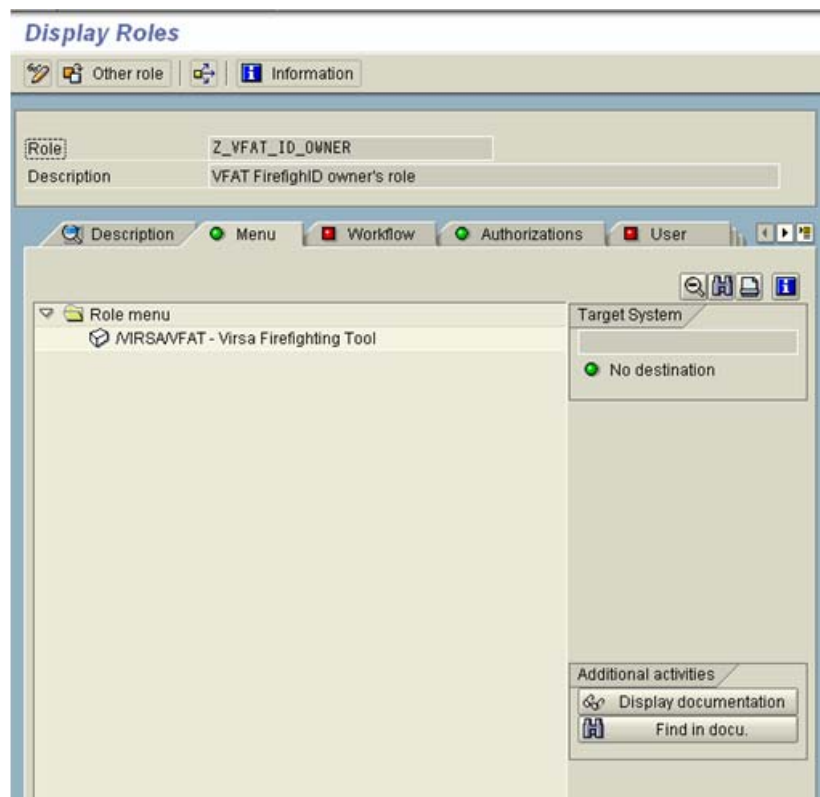 Display Roles
Other role Information
Role Z_VFAT_ID_OWNER
Description VFAT FirefighID owner's role
Description Menu Workflow Authorizations User
Role menu
/VIRSA/VFAT - Virsa Firefighting Tool
Target System
No destination
Additional activities
Display documentation
Find in docu.